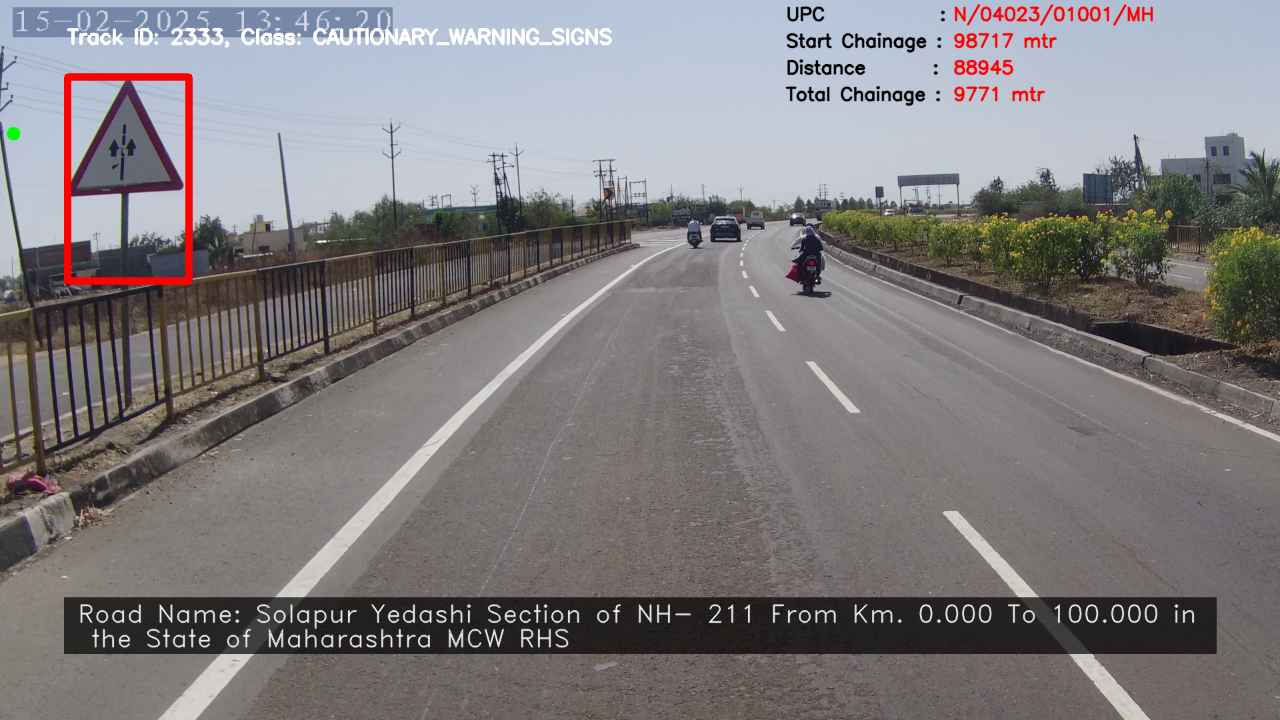 15-02-2025 13:46:20
Track ID: 2333, Class: CAUTIONARY_WARNING_SIGNS
UPC : N/04023/01001/MH
Start Chainage : 98717 mtr
Distance : 88945
Total Chainage : 9771 mtr
Road Name: Solapur Yedashi Section of NH- 211 From Km. 0.000 To 100.000 in
the State of Maharashtra MCW RHS